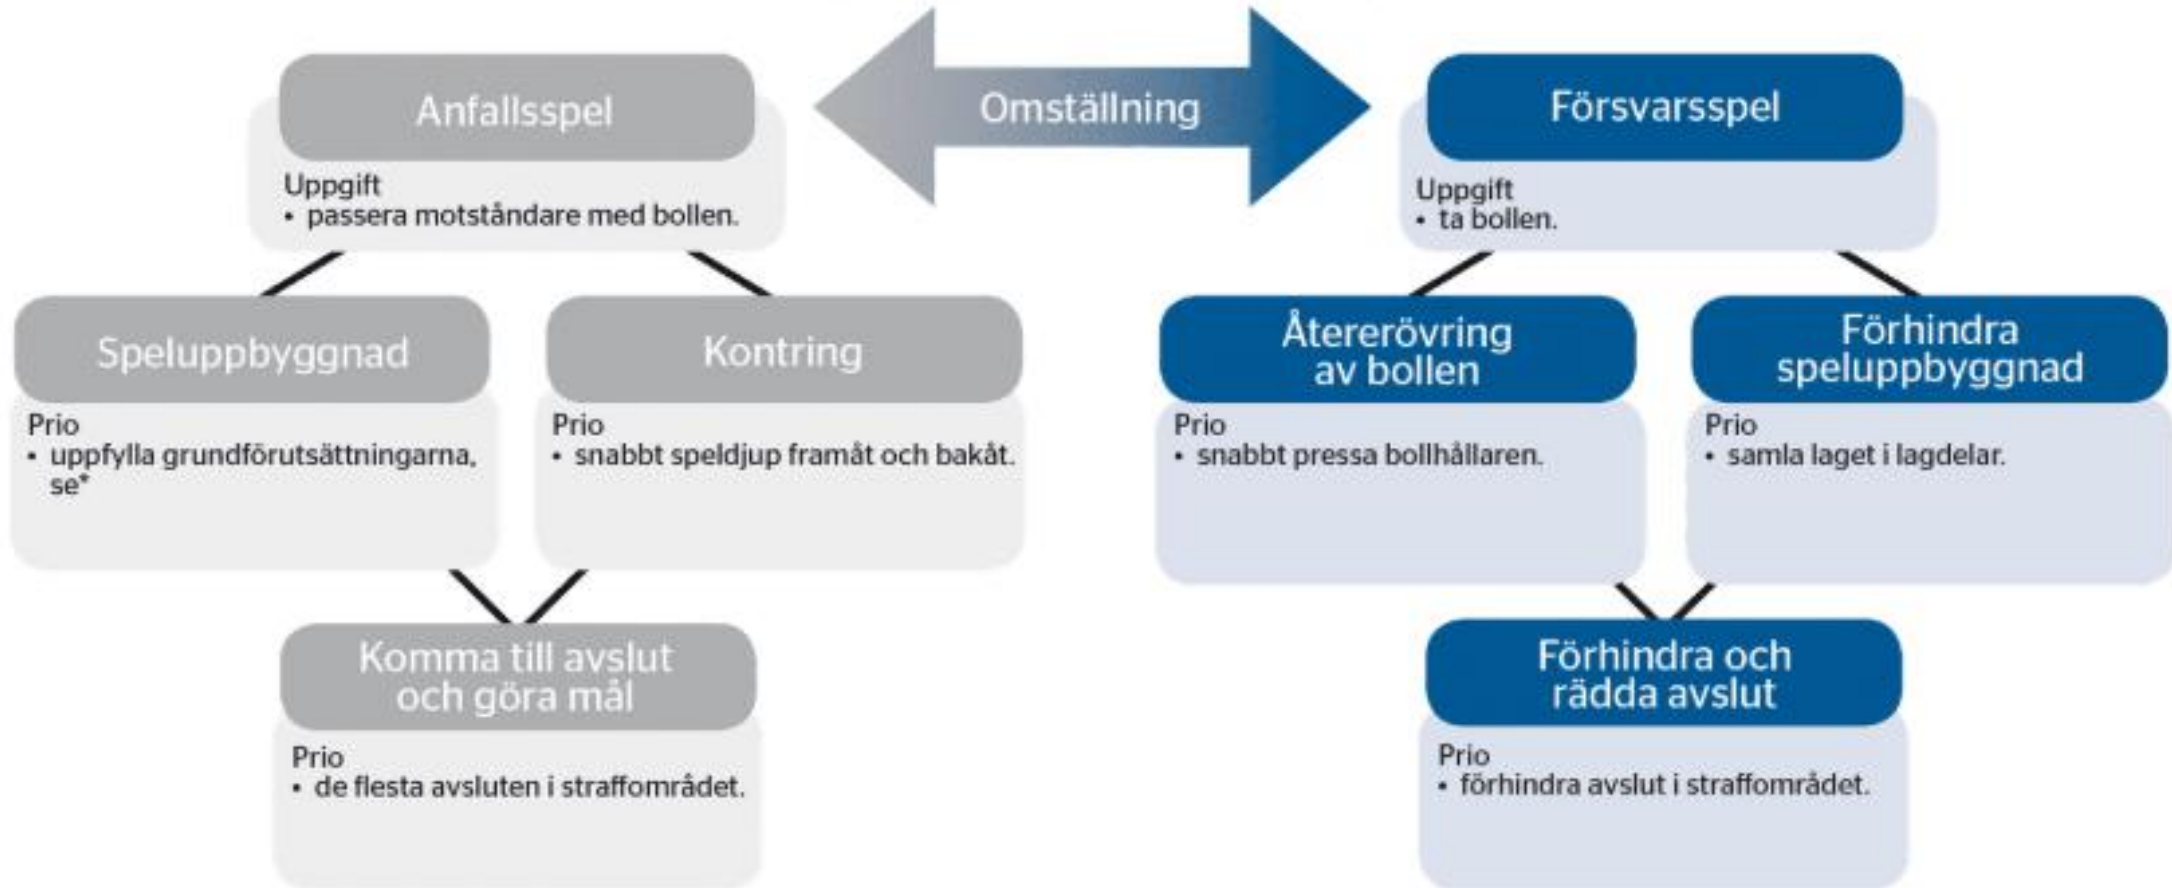 Anfallsspel
Uppgift
• passera motståndare med bollen.
Omställning
Försvarsspel
Uppgift
• ta bollen.
Speluppbyggnad
Prio
• uppfylla grundförutsättningarna,
se*
Kontring
Prio
• snabbt speldjup framåt och bakåt.
Återerövring
av bollen
Prio
• snabbt pressa bollhållaren.
Förhindra
speluppbyggnad
Prio
• samla laget i lagdelar.
Komma till avslut
och göra mål
Prio
• de flesta avsluten i straffområdet.
Förhindra och
rädda avslut
Prio
• förhindra avslut i straffområdet.